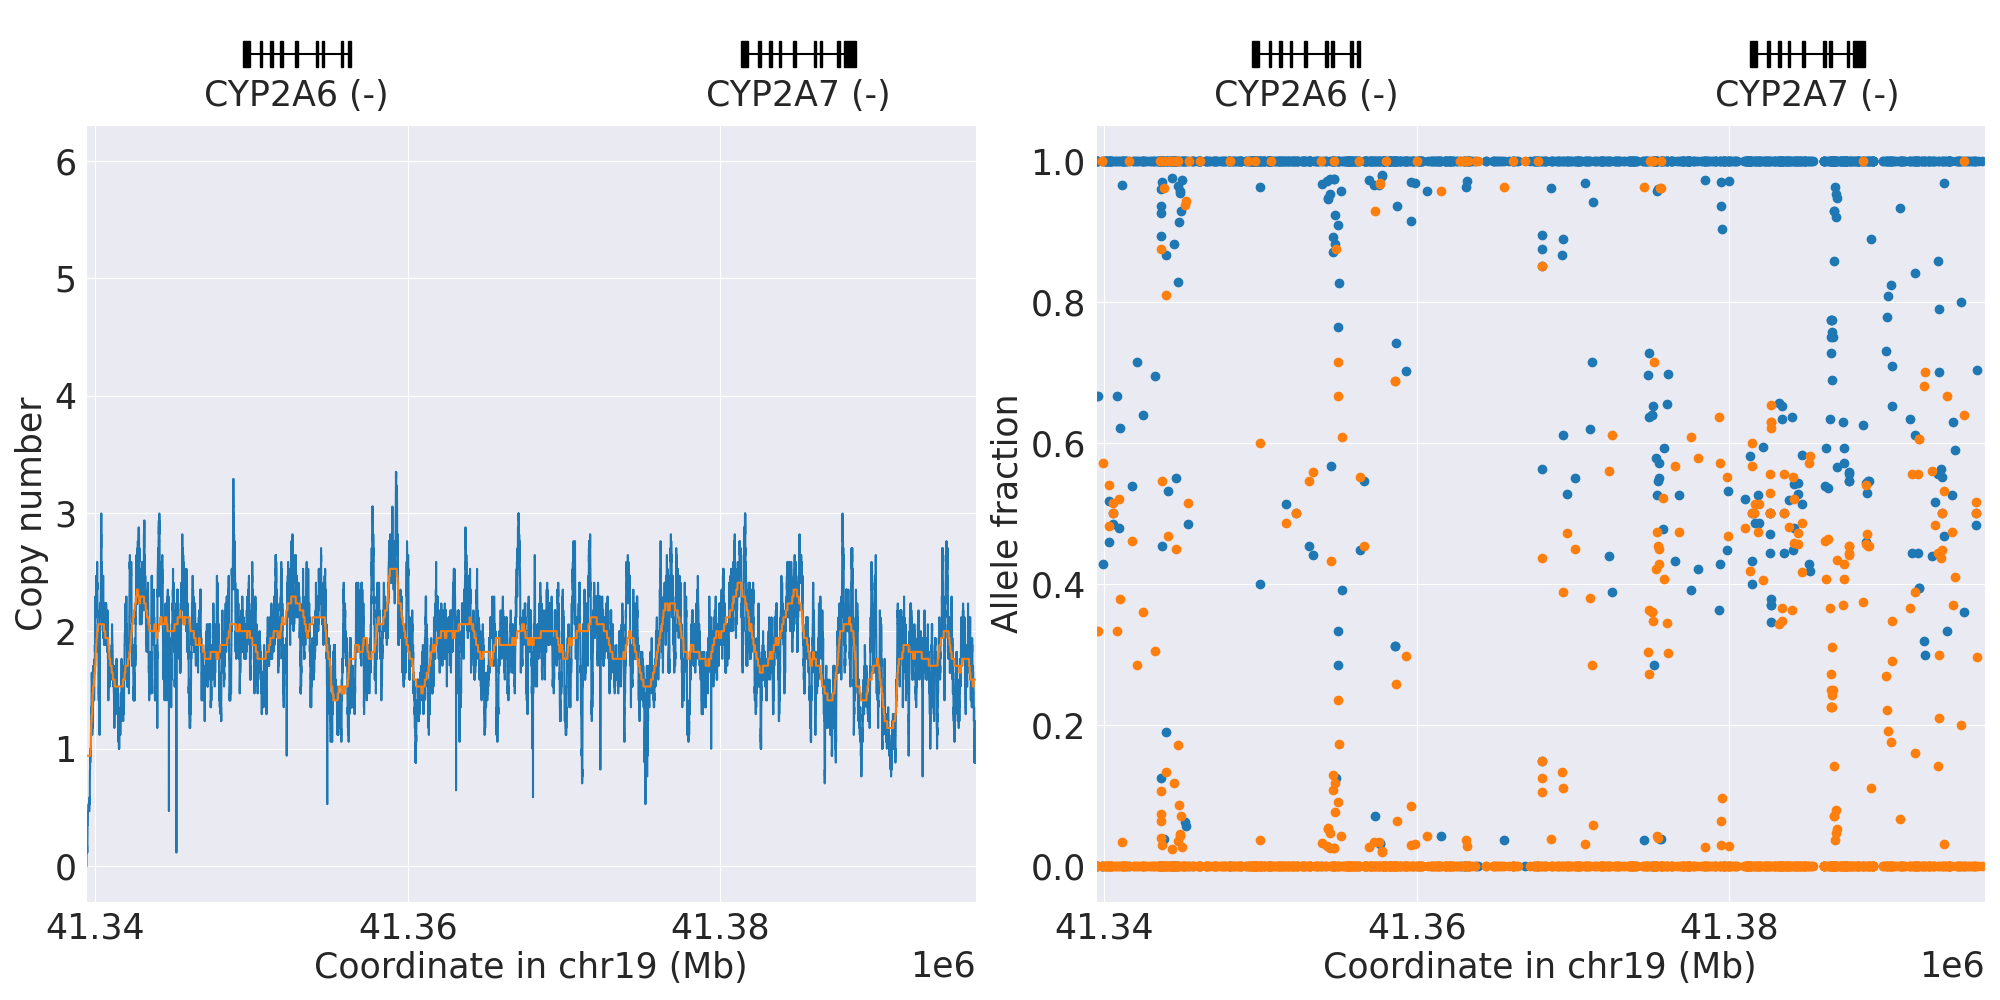 CYP2A6 (-)
CYP2A7 (-)
Copy number
6
5
4
3
2
1
0
41.34
41.36
41.38
Coordinate in chr19 (Mb)
1e6
CYP2A6 (-)
CYP2A7 (-)
Allele fraction
1.0
0.8
0.6
0.4
0.2
0.0
41.34
41.36
41.38
Coordinate in chr19 (Mb)
1e6